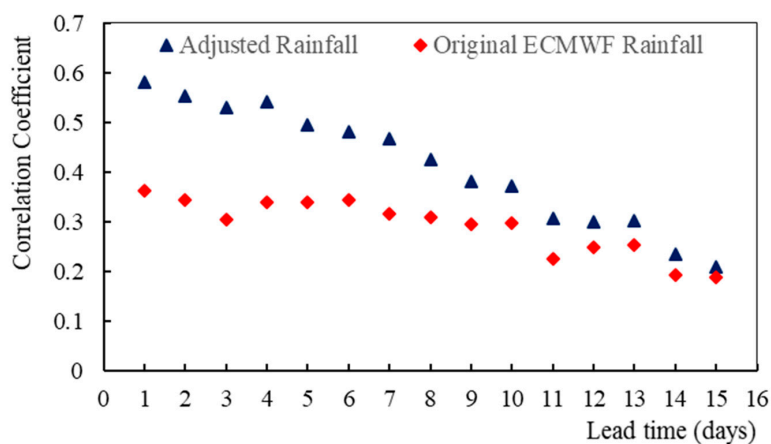 0.7
Adjusted Rainfall Original ECMWF Rainfall
0.6
0.5
0.4
0.3
0.2
0.1
0
Correlation Coefficient
0 1 2 3 4 5 6 7 8 9 10 11 12 13 14 15 16
Lead time (days)